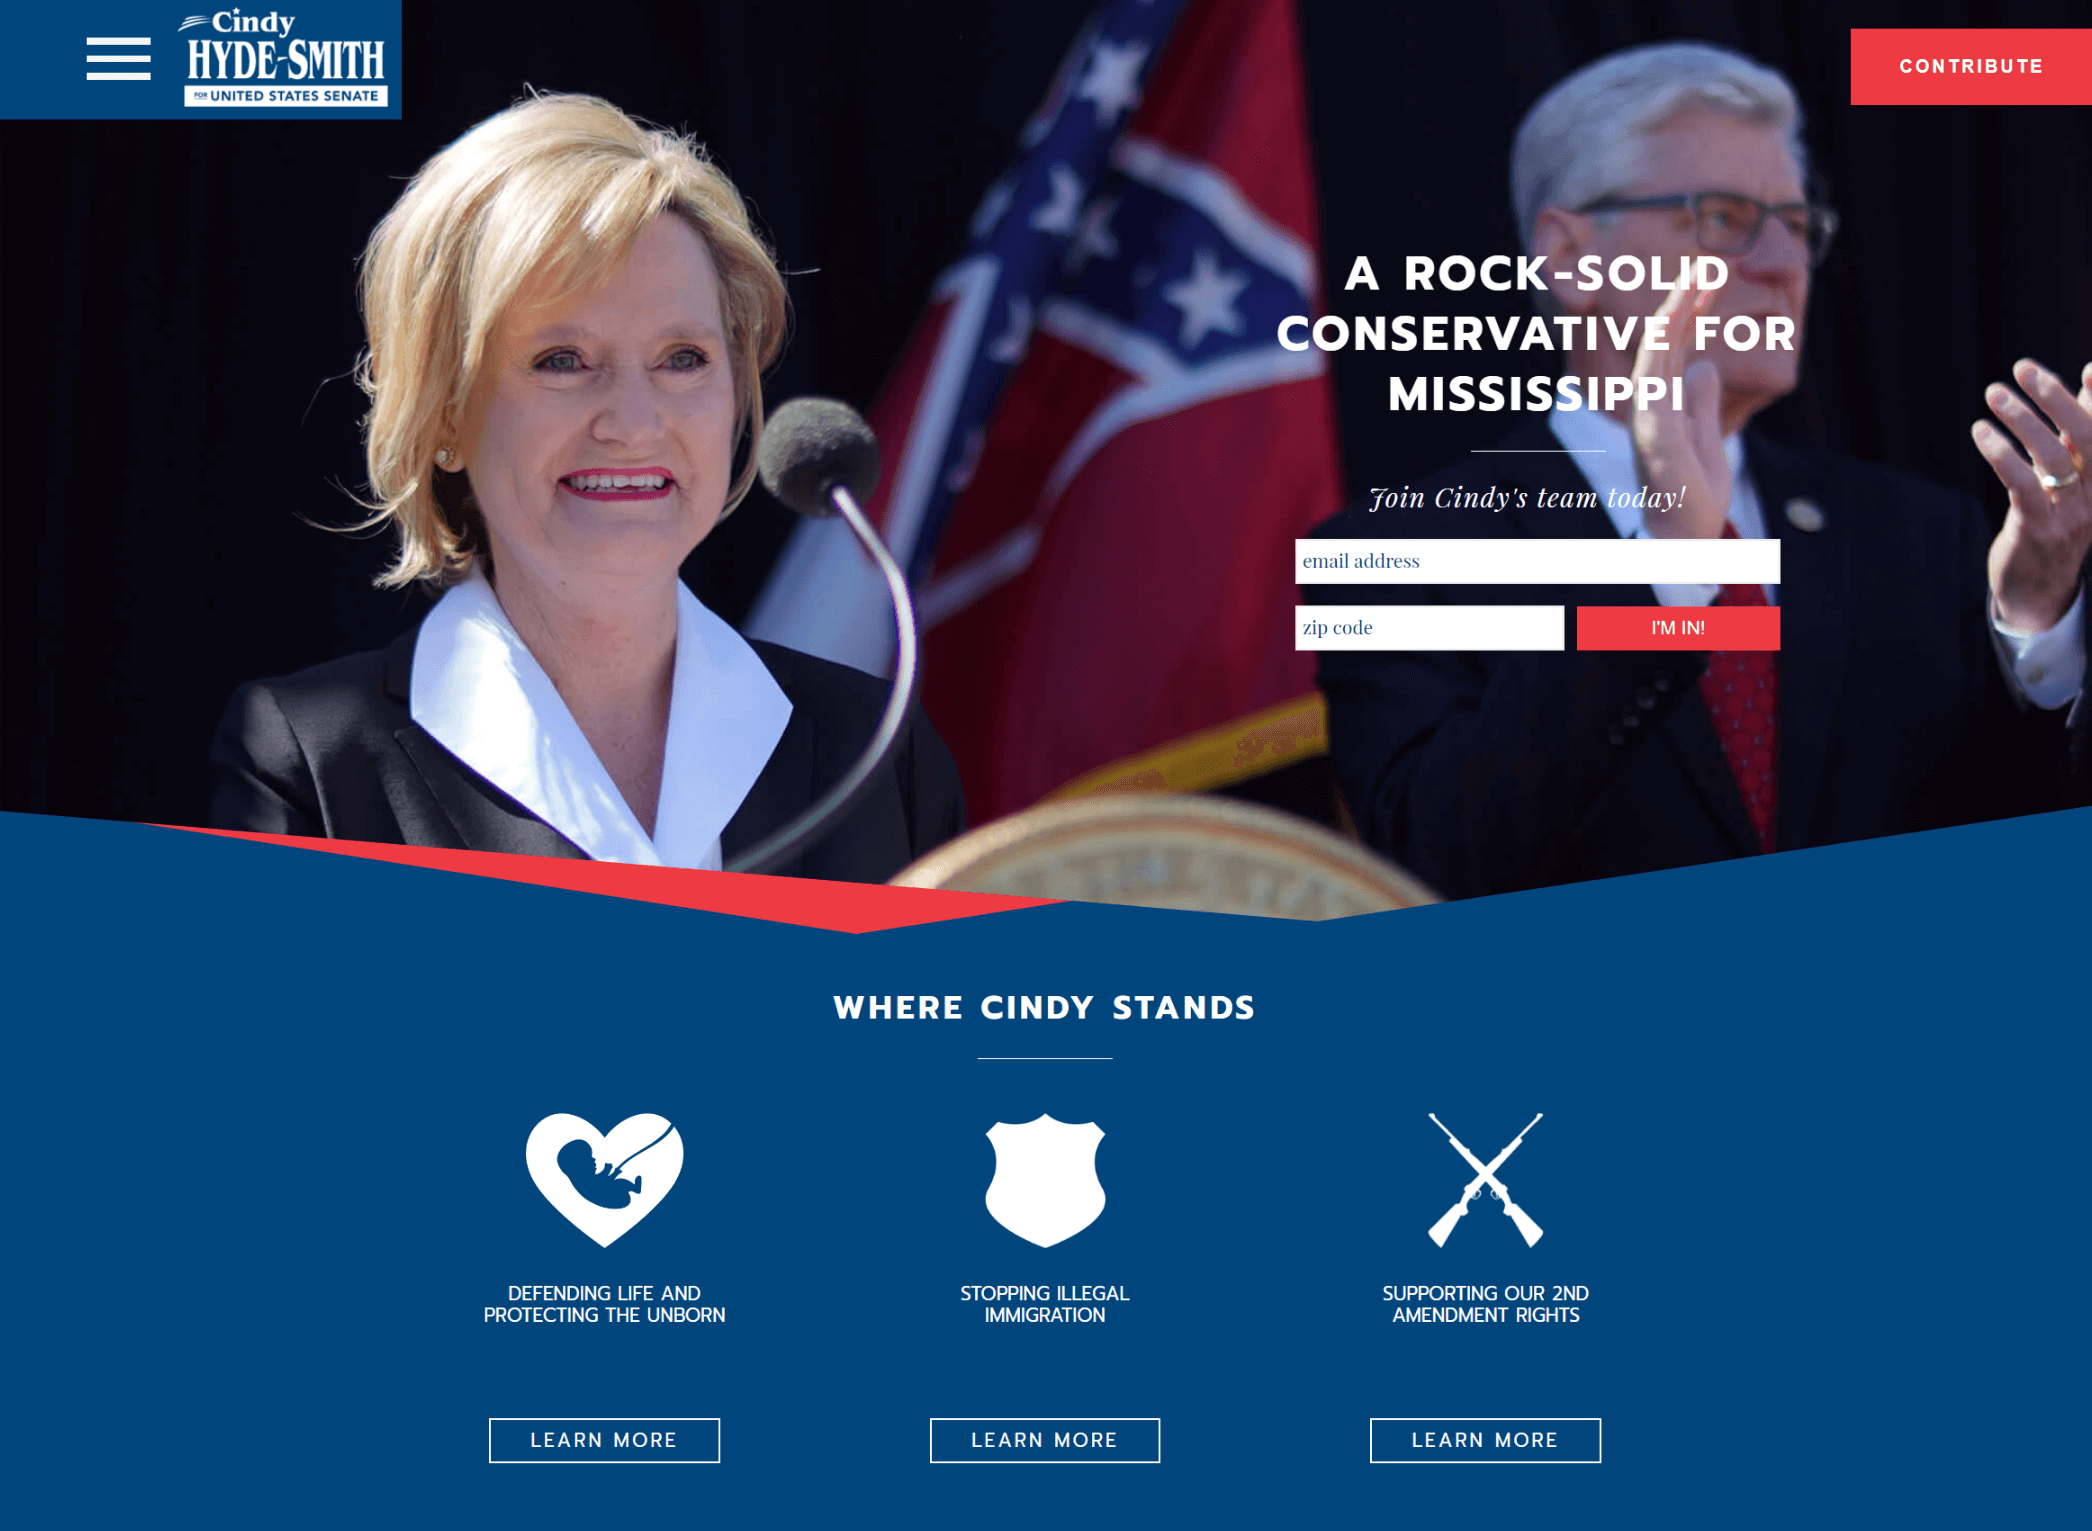 Cindy
HYDE-SMITH
FOR UNITED STATES SENATE
CONTRIBUTE
A ROCK-SOLID
CONSERVATIVE FOR
MISSISSIPPI
Join Cindy's team today!
email address
zip code
I'M IN!
WHERE CINDY STANDS
DEFENDING LIFE AND
PROTECTING THE UNBORN
STOPPING ILLEGAL
IMMIGRATION
SUPPORTING OUR 2ND
AMENDMENT RIGHTS
LEARN MORE
LEARN MORE
LEARN MORE